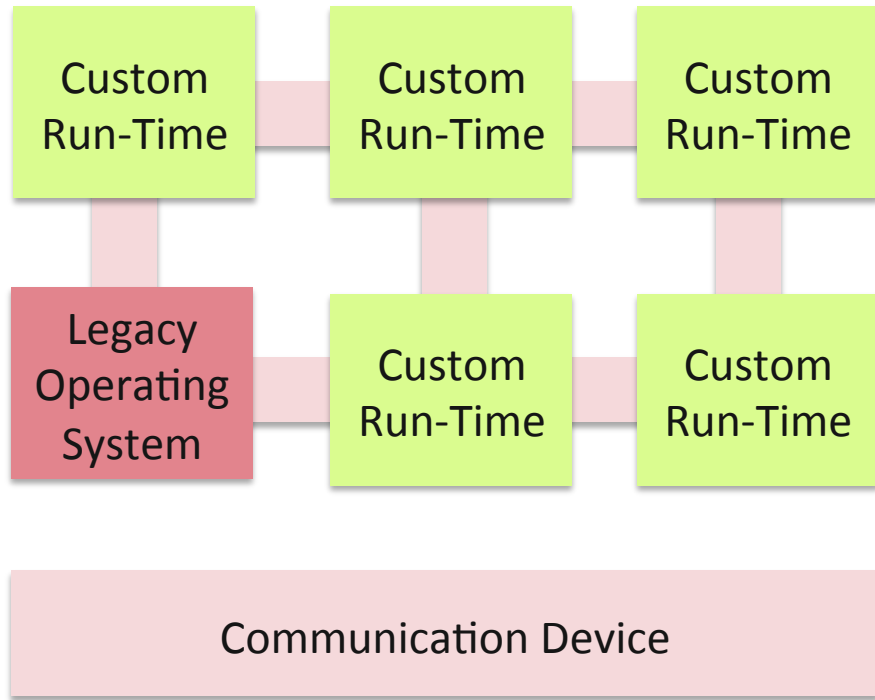 Custom
Run-Time
Custom
Run-Time
Custom
Run-Time
Legacy
Operating
System
Custom
Run-Time
Custom
Run-Time
Communication Device